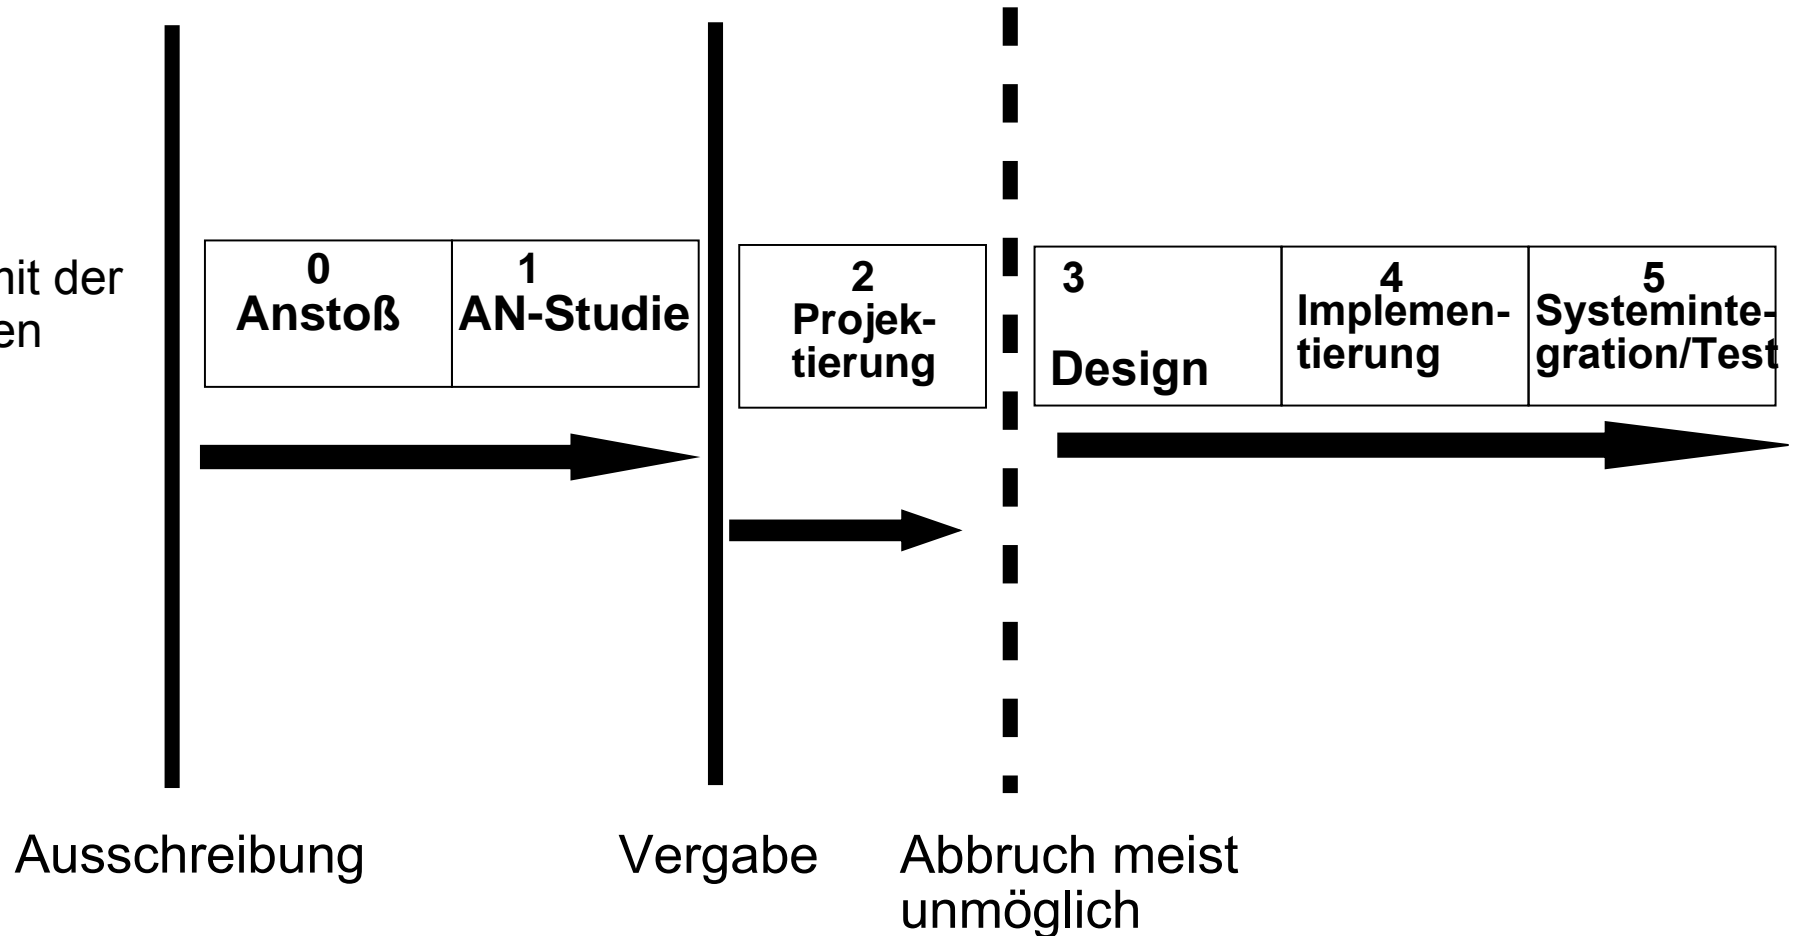 mit der
en
0
Anstoß
1
AN-Studie
2
Projek-
tierung
3
Design
4
Implemen-
tierung
5
Systeminte-
gration/Test
Ausschreibung
Vergabe
Abbruch meist
unmöglich